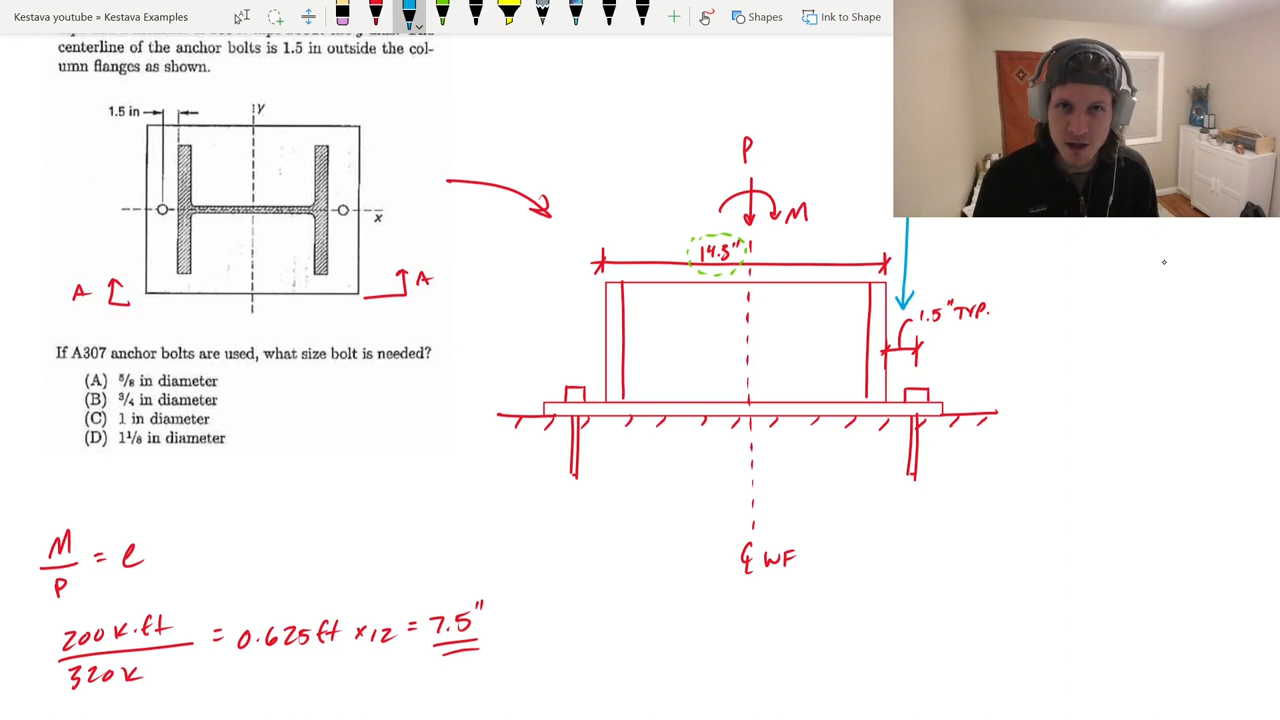 Kestava youtube » Kestava Examples
Shapes
Ink to Shape
centerline of the anchor bolts is 1.5 in outside the col-
umn flanges as shown.
1.5 in
y
x
A
A
If A307 anchor bolts are used, what size bolt is needed?
(A) 5/8 in diameter
(B) 3/4 in diameter
(C) 1 in diameter
(D) 1 1/8 in diameter
P
M
14.5"
1.5" TYP.
℄ WF
M/P = e
200 k·ft / 320 k = 0.625 ft × 12 = 7.5"